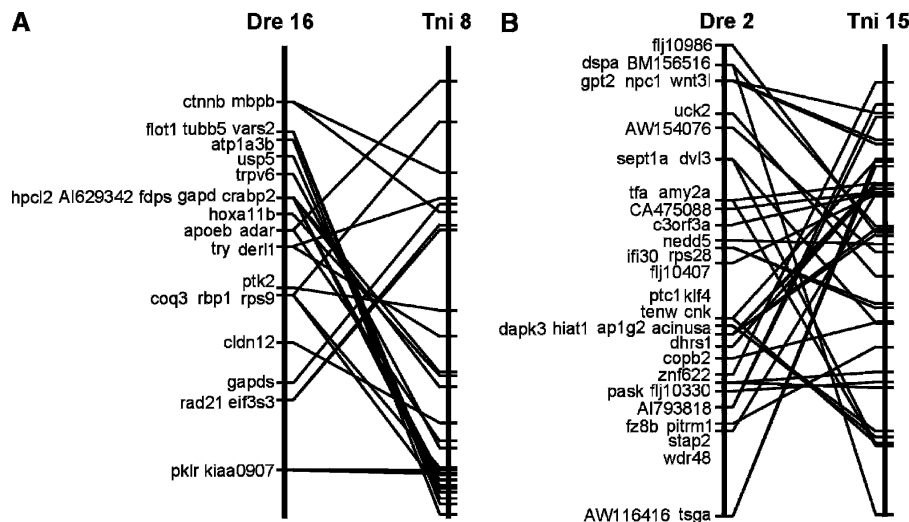 A
Dre 16
Tni 8
ctnnb mbpb
flot1 tubb5 vars2
atp1a3b
usp5
trpv6
hpcl2 AI629342 fdps gapd crabp2
hoxa11b
apoeb adar
try derl1
ptk2
coq3 rbp1 rps9
cldn12
gapds
rad21 eif3s3
pklr kiaa0907
B
Dre 2
Tni 15
flj10986
dspa BM156516
gpt2 npc1 wnt3l
uck2
AW154076
sept1a dvl3
tfa amy2a
CA475088
c3orf3a
nedd5
ifi30 rps28
flj10407
ptc1 klf4
tenw cnk
dapk3 hiat1 ap1g2 acinusa
dhrs1
copb2
znf622
pask flj10330
AI793818
fz8b pitrm1
stap2
wdr48
AW116416 tsga